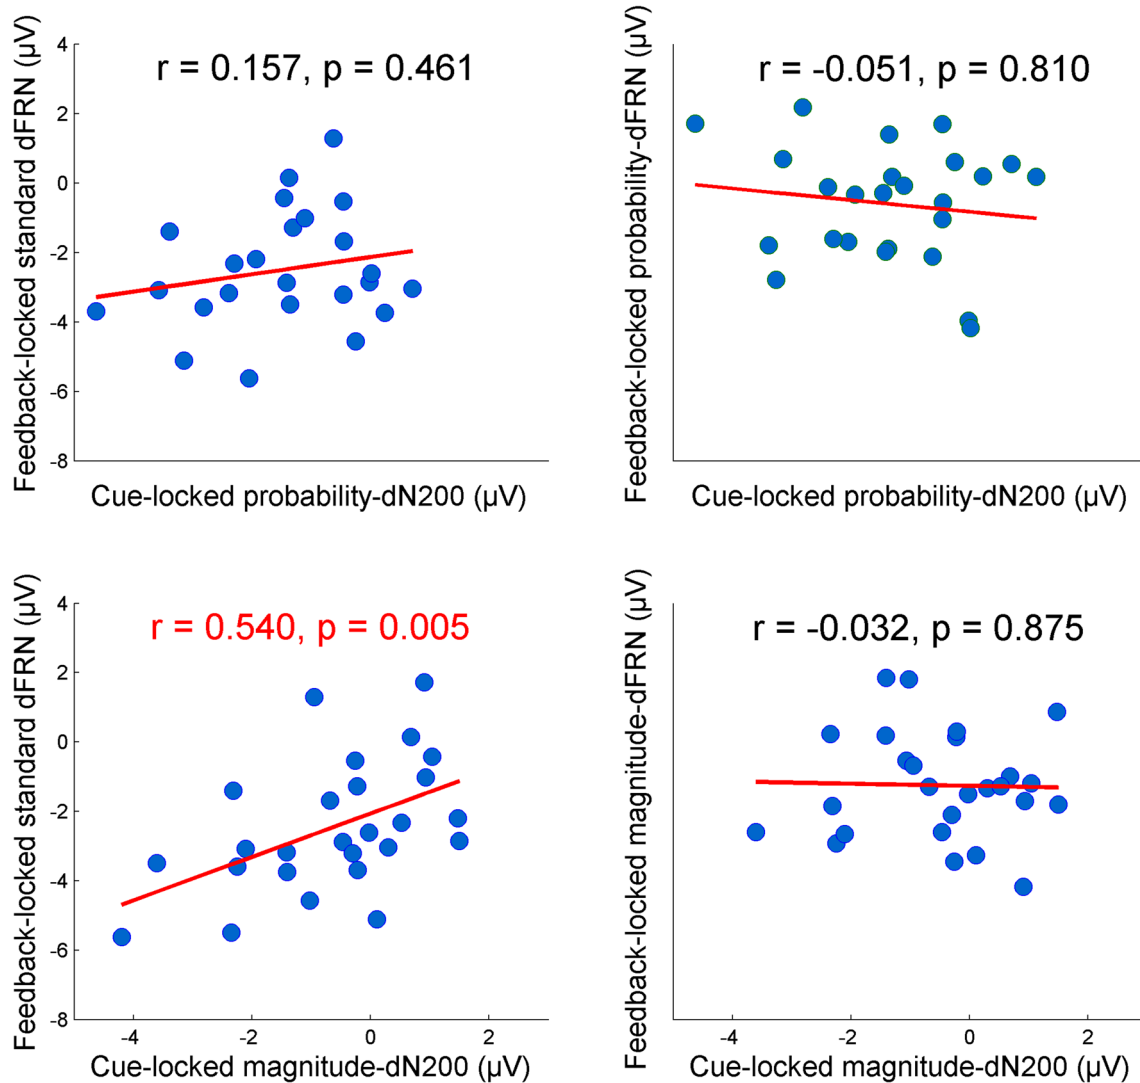 Feedback-locked standard dFRN (µV)
4
2
0
-2
-4
-6
-8
r = 0.157, p = 0.461
Cue-locked probability-dN200 (µV)
Feedback-locked probability-dFRN (µV)
r = -0.051, p = 0.810
Cue-locked probability-dN200 (µV)
Feedback-locked standard dFRN (µV)
4
2
0
-2
-4
-6
-8
r = 0.540, p = 0.005
-4 -2 0 2
Cue-locked magnitude-dN200 (µV)
Feedback-locked magnitude-dFRN (µV)
r = -0.032, p = 0.875
-4 -2 0 2
Cue-locked magnitude-dN200 (µV)